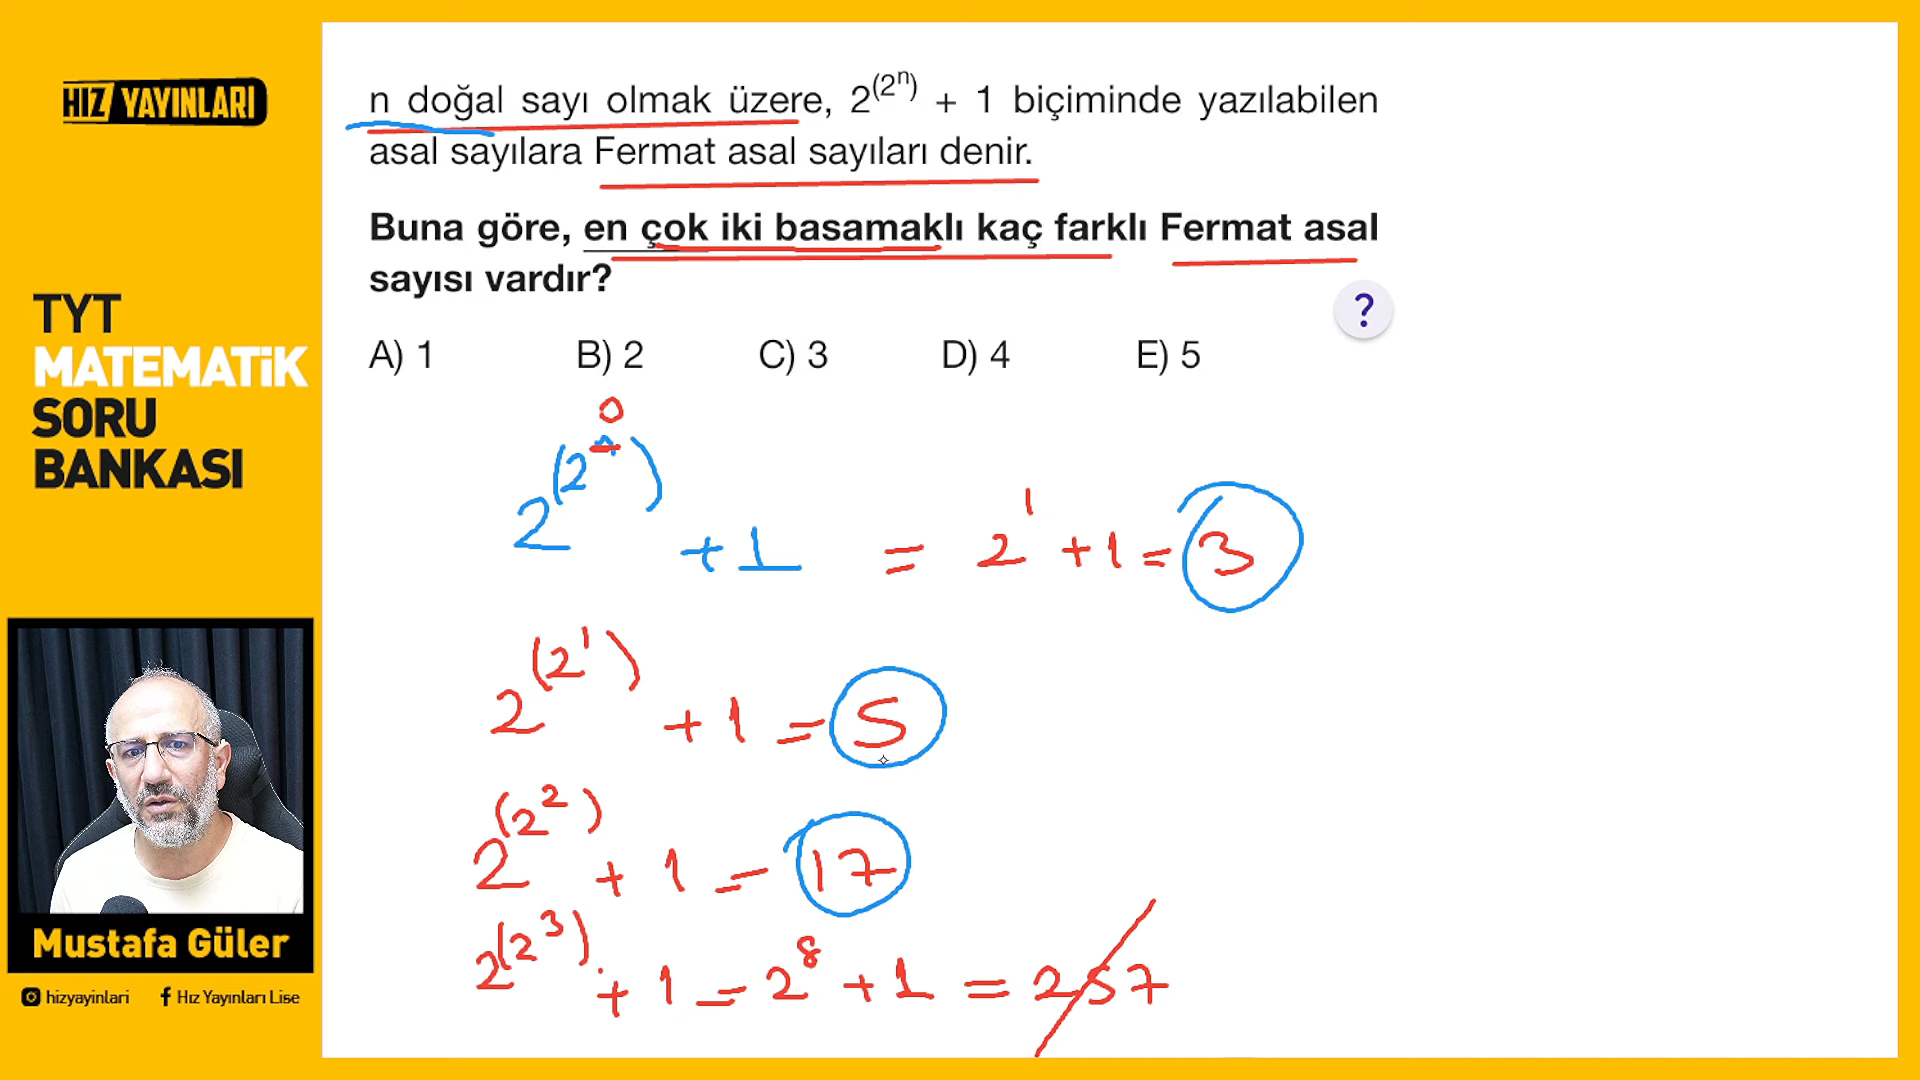 HIZ YAYINLARI
TYT
MATEMATİK
SORU
BANKASI
Mustafa Güler
hizyayinlari
Hız Yayınları Lise
n doğal sayı olmak üzere, 2^(2^n) + 1 biçiminde yazılabilen
asal sayılara Fermat asal sayıları denir.
Buna göre, en çok iki basamaklı kaç farklı Fermat asal
sayısı vardır?
?
A) 1 B) 2 C) 3 D) 4 E) 5
0
2^(2^n) + 1 = 2^1 + 1 = 3
2^(2^1) + 1 = 5
2^(2^2) + 1 = 17
2^(2^3) + 1 = 2^8 + 1 = 257